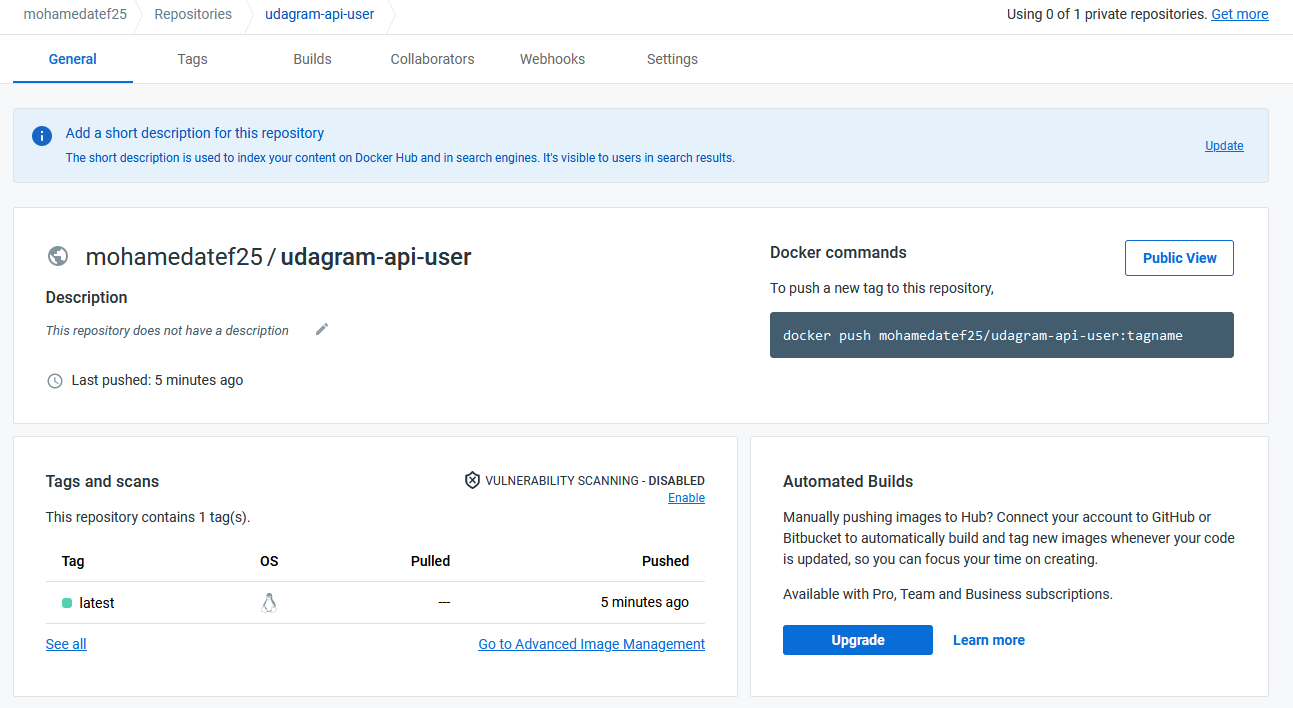 mohamedatef25 Repositories udagram-api-user Using 0 of 1 private repositories. Get more
General Tags Builds Collaborators Webhooks Settings
Add a short description for this repository
The short description is used to index your content on Docker Hub and in search engines. It's visible to users in search results.
Update
mohamedatef25 / udagram-api-user
Description
This repository does not have a description
Last pushed: 5 minutes ago
Docker commands
Public View
To push a new tag to this repository,
docker push mohamedatef25/udagram-api-user:tagname
Tags and scans
VULNERABILITY SCANNING - DISABLED
Enable
This repository contains 1 tag(s).
Tag OS Pulled Pushed
latest --- 5 minutes ago
See all Go to Advanced Image Management
Automated Builds
Manually pushing images to Hub? Connect your account to GitHub or
Bitbucket to automatically build and tag new images whenever your code
is updated, so you can focus your time on creating.
Available with Pro, Team and Business subscriptions.
Upgrade Learn more